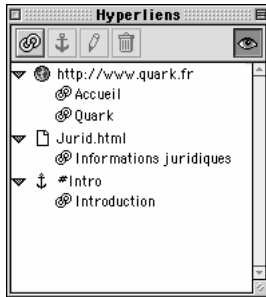 Hyperliens
http://www.quark.fr
Accueil
Quark
Jurid.html
Informations juridiques
#Intro
Introduction